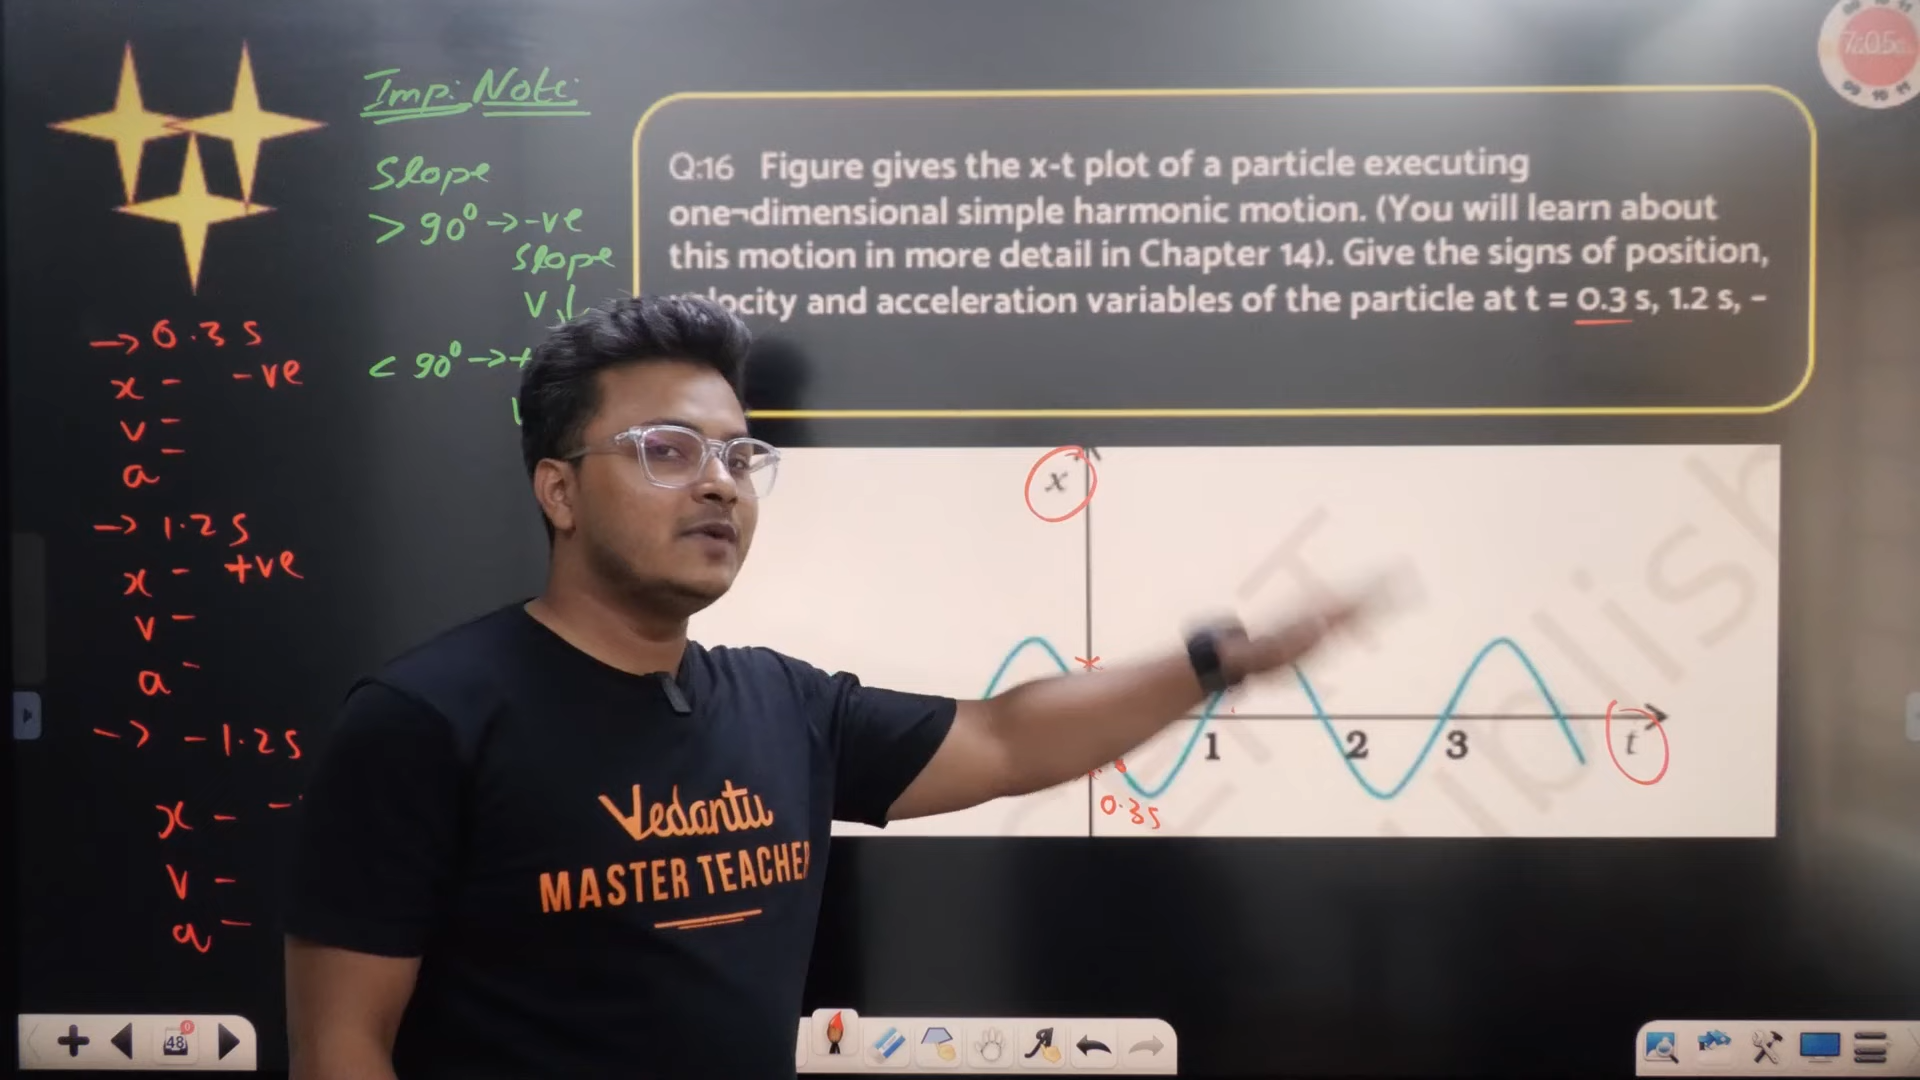 Imp: Note:
Slope
> 90° → -ve
slope
v ↓
< 90° → +
→ 0.3 s
x - -ve
v -
a -
→ 1.2 s
x - +ve
v -
a -
→ -1.2 s
x - -
v -
a -
Q:16 Figure gives the x-t plot of a particle executing
one¬dimensional simple harmonic motion. (You will learn about
this motion in more detail in Chapter 14). Give the signs of position,
and acceleration variables of the particle at t = 0.3 s, 1.2 s, –
x
1 2 3 t
0.3s
Vedantu
MASTER TEACHER
48
0